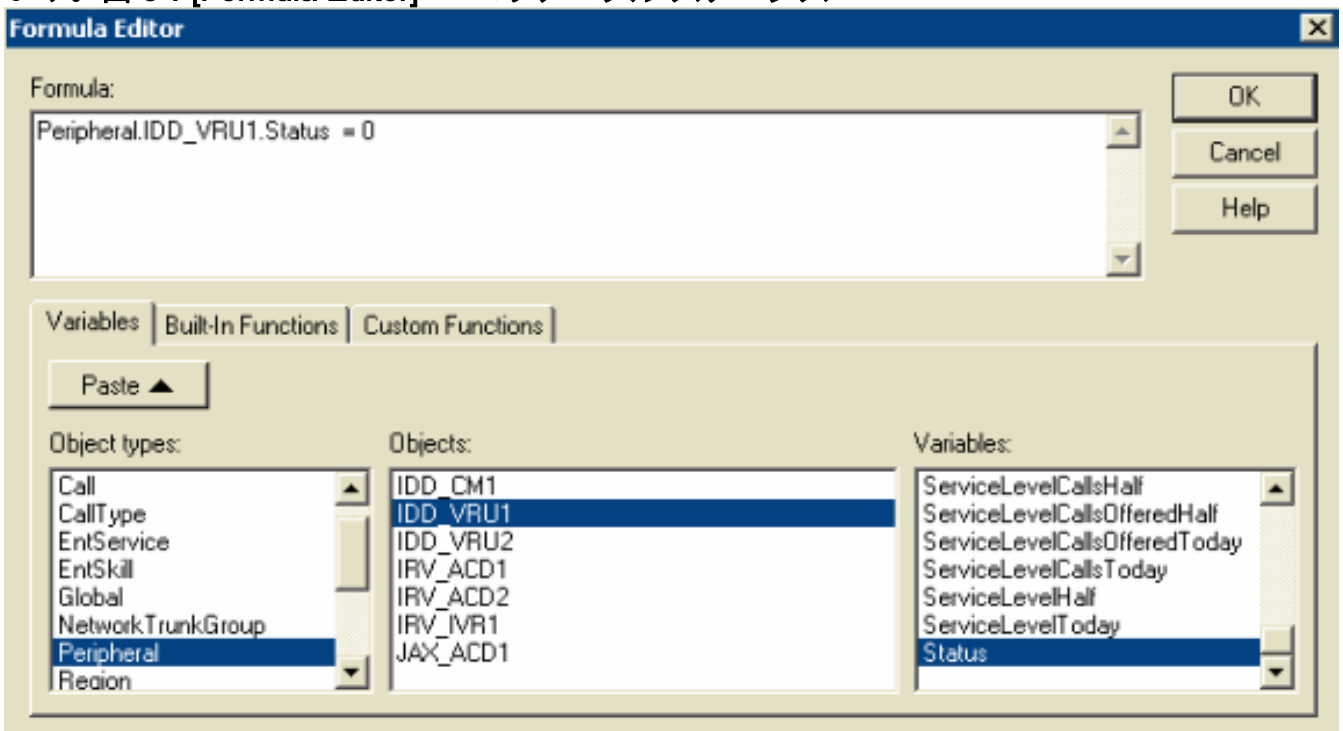 [Formula Editor]
Formula Editor
Formula:
Peripheral.IDD_VRU1.Status = 0
OK
Cancel
Help
Variables
Built-In Functions
Custom Functions
Paste ▲
Object types:
Call
CallType
EntService
EntSkill
Global
NetworkTrunkGroup
Peripheral
Region
Objects:
IDD_CM1
IDD_VRU1
IDD_VRU2
IRV_ACD1
IRV_ACD2
IRV_IVR1
JAX_ACD1
Variables:
ServiceLevelCallsHalf
ServiceLevelCallsOfferedHalf
ServiceLevelCallsOfferedToday
ServiceLevelCallsToday
ServiceLevelHalf
ServiceLevelToday
Status